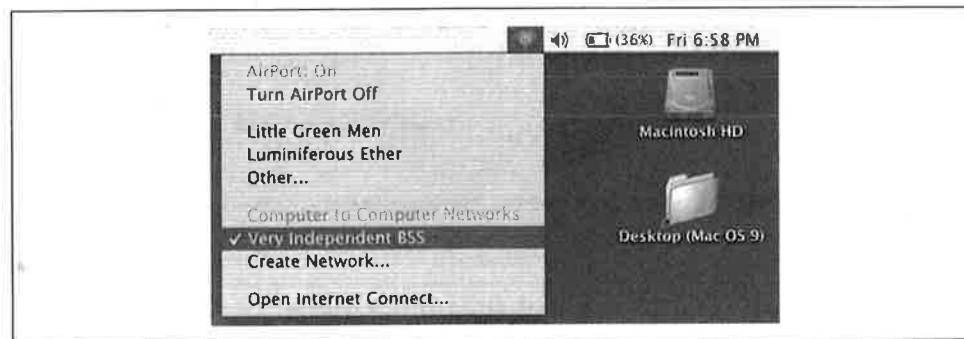 (36%) Fri 6:58 PM
AirPort: On
Turn AirPort Off
Little Green Men
Luminiferous Ether
Other...
Computer to Computer Networks
✓ Very Independent BSS
Create Network...
Open Internet Connect...
Macintosh HD
Desktop (Mac OS 9)